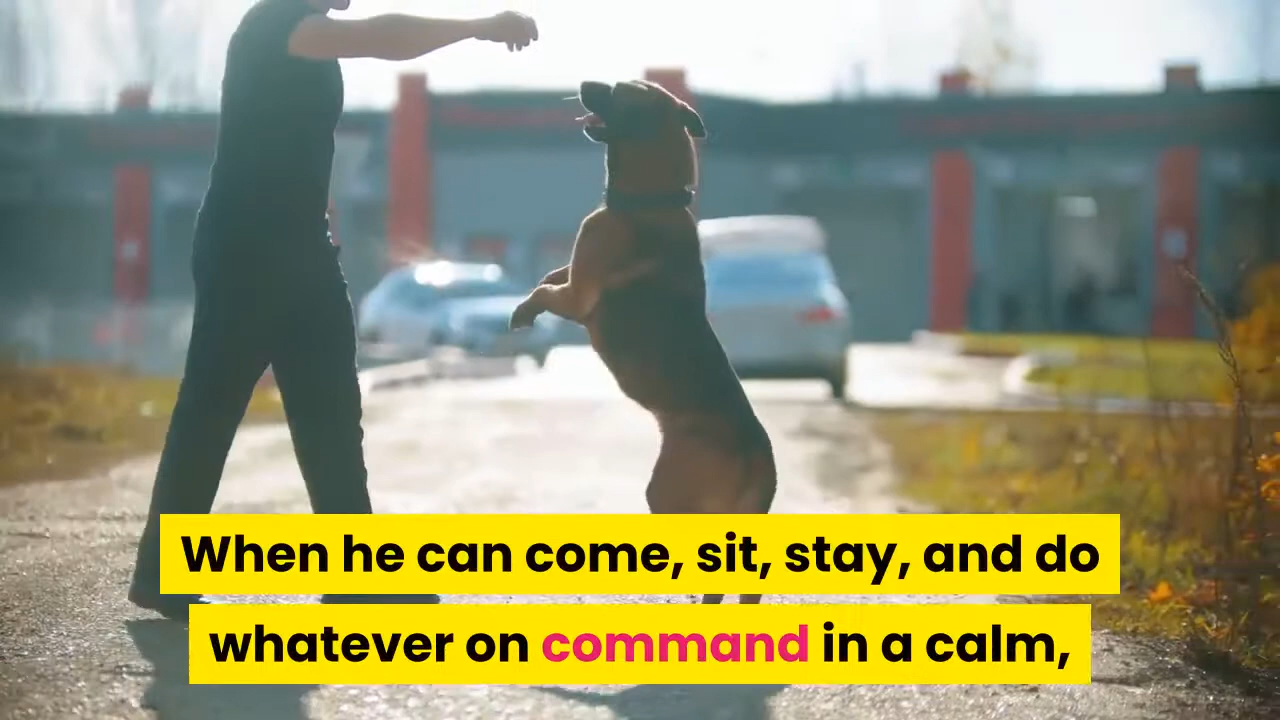 When he can come, sit, stay, and do
whatever on command in a calm,